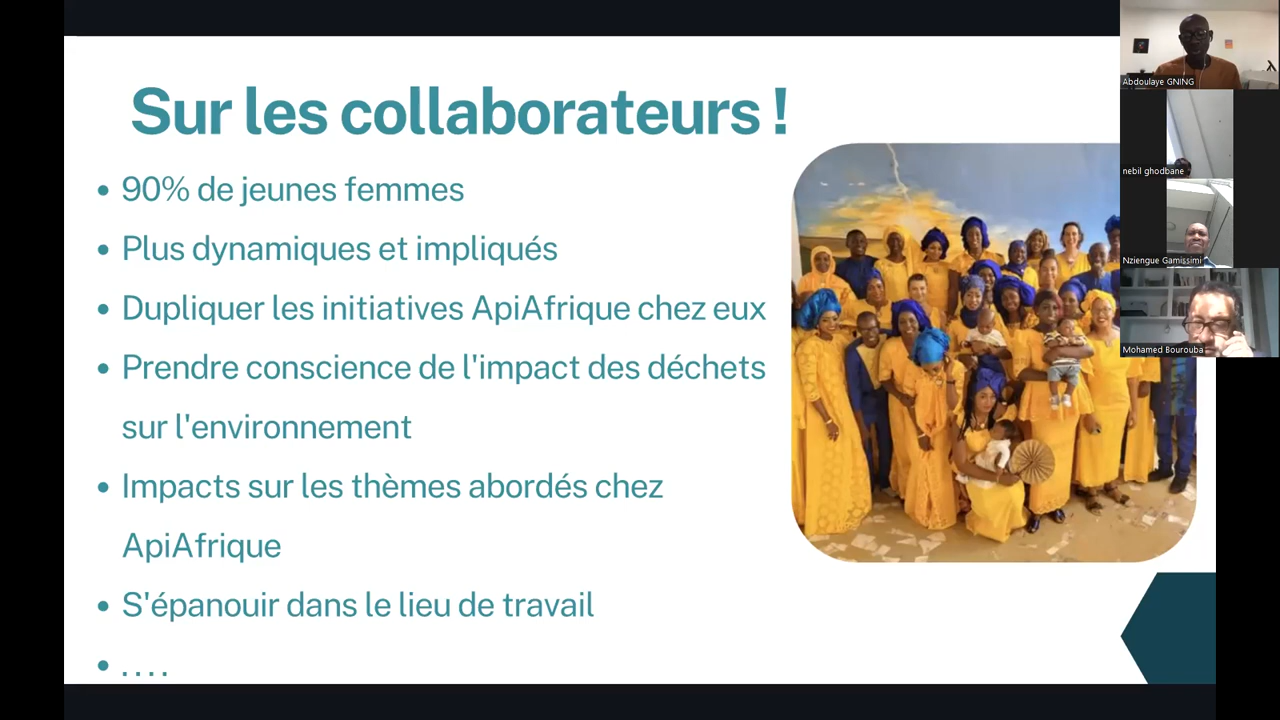 Sur les collaborateurs !
• 90% de jeunes femmes
• Plus dynamiques et impliqués
• Dupliquer les initiatives ApiAfrique chez eux
• Prendre conscience de l'impact des déchets
sur l'environnement
• Impacts sur les thèmes abordés chez
ApiAfrique
• S'épanouir dans le lieu de travail
• . . . .
Abdoulaye GNING
nebil ghodbane
Nziengue Gamissimi
Mohamed Bourouba